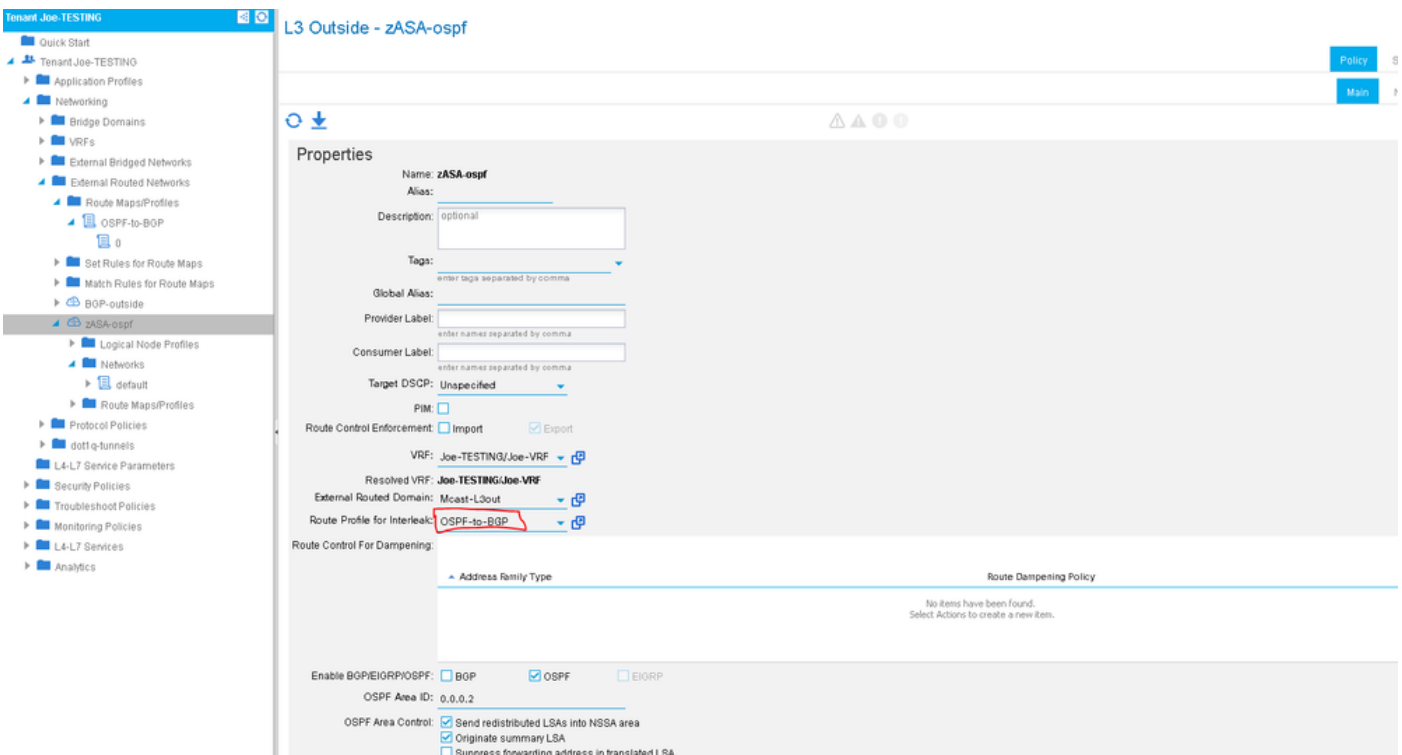 Tenant Joe-TESTING
Quick Start
Tenant Joe-TESTING
Application Profiles
Networking
Bridge Domains
VRFs
External Bridged Networks
External Routed Networks
Route Maps/Profiles
OSPF-to-BGP
0
Set Rules for Route Maps
Match Rules for Route Maps
BGP-outside
zASA-ospf
Logical Node Profiles
Networks
default
Route Maps/Profiles
Protocol Policies
dot1q-tunnels
L4-L7 Service Parameters
Security Policies
Troubleshoot Policies
Monitoring Policies
L4-L7 Services
Analytics
L3 Outside - zASA-ospf
Policy S
Main
Properties
Name: zASA-ospf
Alias:
Description: optional
Tags:
enter tags separated by comma
Global Alias:
Provider Label:
enter names separated by comma
Consumer Label:
enter names separated by comma
Target DSCP: Unspecified
PIM:
Route Control Enforcement: Import Export
VRF: Joe-TESTING/Joe-VRF
Resolved VRF: Joe-TESTING/Joe-VRF
External Routed Domain: Mcast-L3out
Route Profile for Interleak: OSPF-to-BGP
Route Control For Dampening:
Address Family Type Route Dampening Policy
No items have been found.
Select Actions to create a new item.
Enable BGP/EIGRP/OSPF: BGP OSPF EIGRP
OSPF Area ID: 0.0.0.2
OSPF Area Control: Send redistributed LSAs into NSSA area
Originate summary LSA
Suppress forwarding address in translated LSA